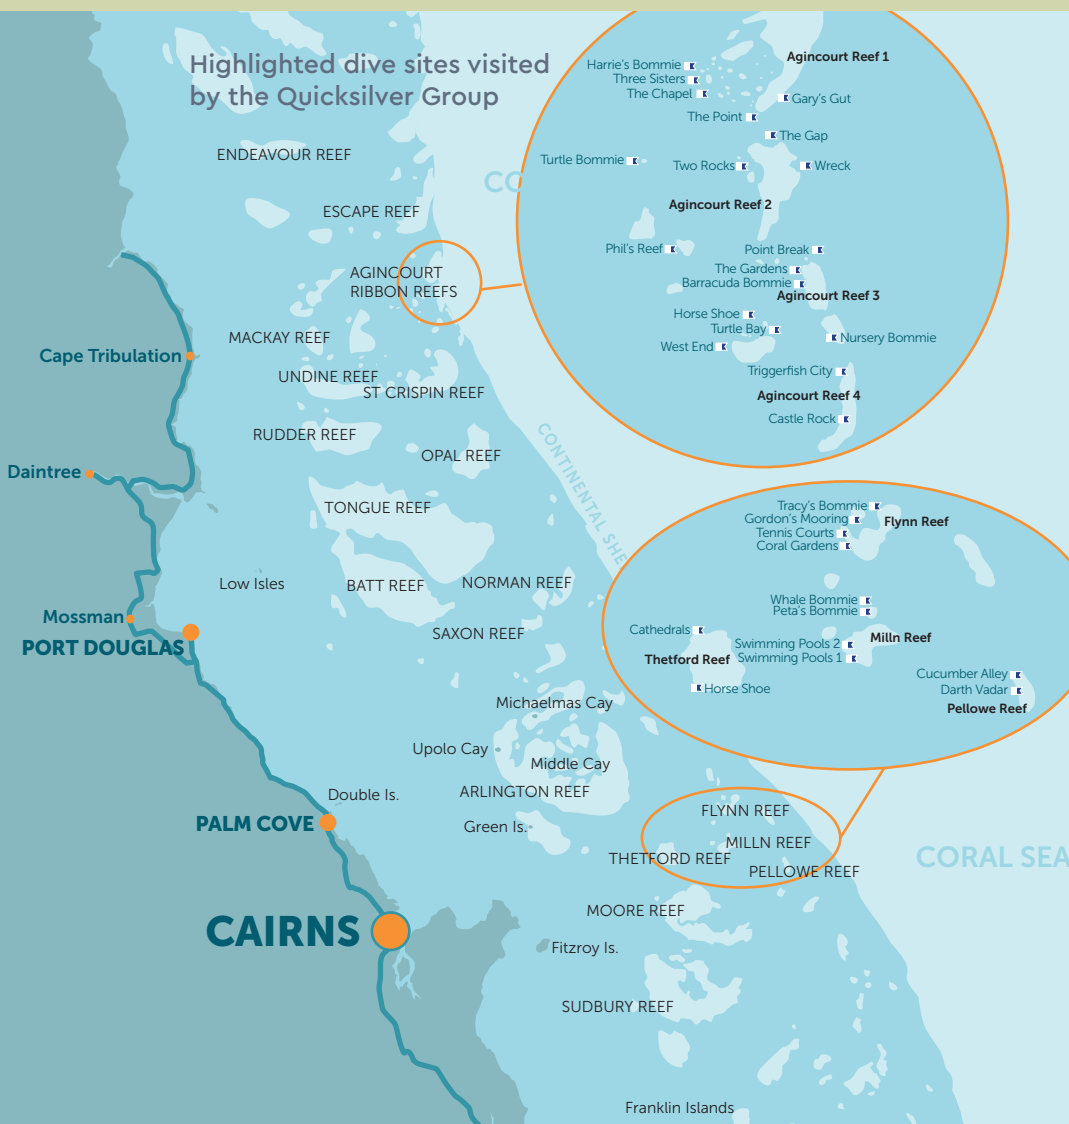 Highlighted dive sites visited
by the Quicksilver Group
ENDEAVOUR REEF
ESCAPE REEF
AGINCOURT
RIBBON REEFS
MACKAY REEF
Cape Tribulation
UNDINE REEF
ST CRISPIN REEF
RUDDER REEF
OPAL REEF
Daintree
TONGUE REEF
Low Isles
BATT REEF
NORMAN REEF
Mossman
PORT DOUGLAS
SAXON REEF
Michaelmas Cay
Upolo Cay
Middle Cay
ARLINGTON REEF
Double Is.
PALM COVE
Green Is.
FLYNN REEF
MILLN REEF
THETFORD REEF
PELLOWE REEF
CORAL SEA
MOORE REEF
CAIRNS
Fitzroy Is.
SUDBURY REEF
Franklin Islands
CO
CONTINENTAL SHE
Agincourt Reef 1
Harrie's Bommie
Three Sisters
The Chapel
Gary's Gut
The Point
The Gap
Turtle Bommie
Two Rocks
Wreck
Agincourt Reef 2
Phil's Reef
Point Break
The Gardens
Barracuda Bommie
Agincourt Reef 3
Horse Shoe
Turtle Bay
Nursery Bommie
West End
Triggerfish City
Agincourt Reef 4
Castle Rock
Tracy's Bommie
Gordon's Mooring
Flynn Reef
Tennis Courts
Coral Gardens
Whale Bommie
Peta's Bommie
Cathedrals
Milln Reef
Swimming Pools 2
Swimming Pools 1
Thetford Reef
Horse Shoe
Cucumber Alley
Darth Vadar
Pellowe Reef